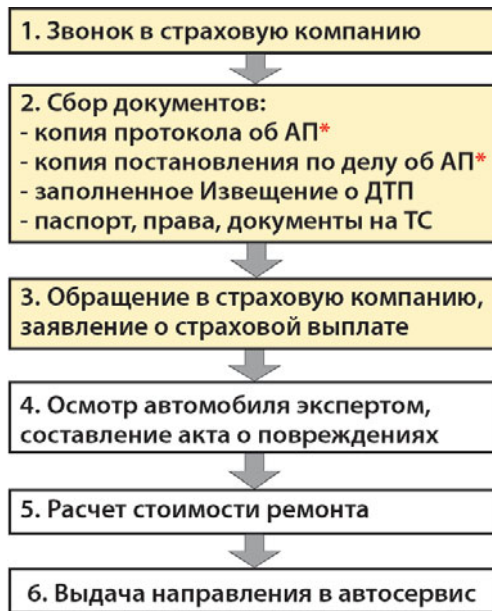 1. Звонок в страховую компанию
2. Сбор документов:
- копия протокола об АП*
- копия постановления по делу об АП*
- заполненное Извещение о ДТП
- паспорт, права, документы на ТС
3. Обращение в страховую компанию,
заявление о страховой выплате
4. Осмотр автомобиля экспертом,
составление акта о повреждениях
5. Расчет стоимости ремонта
6. Выдача направления в автосервис